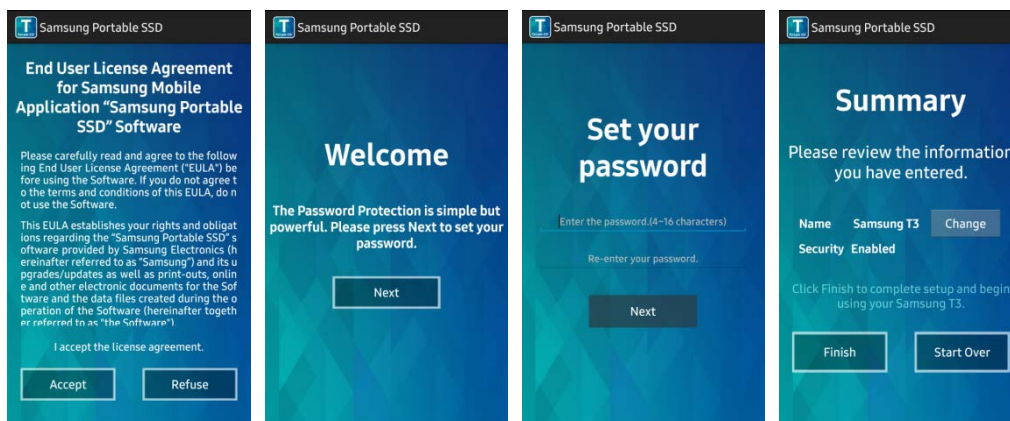 Samsung Portable SSD
End User License Agreement
for Samsung Mobile
Application “Samsung Portable
SSD” Software
Please carefully read and agree to the follow
ing End User License Agreement ("EULA") be
fore using the Software. If you do not agree t
o the terms and conditions of this EULA, do n
ot use the Software.
This EULA establishes your rights and obligat
ions regarding the "Samsung Portable SSD" s
oftware provided by Samsung Electronics (h
ereinafter referred to as "Samsung") and its u
pgrades/updates as well as print-outs, onlin
e and other electronic documents for the Sof
tware and the data files created during the o
peration of the Software (hereinafter togeth
er referred to as "the Software")
I accept the license agreement.
Accept
Refuse
Samsung Portable SSD
Welcome
The Password Protection is simple but
powerful. Please press Next to set your
password.
Next
Samsung Portable SSD
Set your
password
Enter the password.(4~16 characters)
Re-enter your password.
Next
Samsung Portable SSD
Summary
Please review the information
you have entered.
Name Samsung T3 Change
Security Enabled
Click Finish to complete setup and begin
using your Samsung T3.
Finish
Start Over